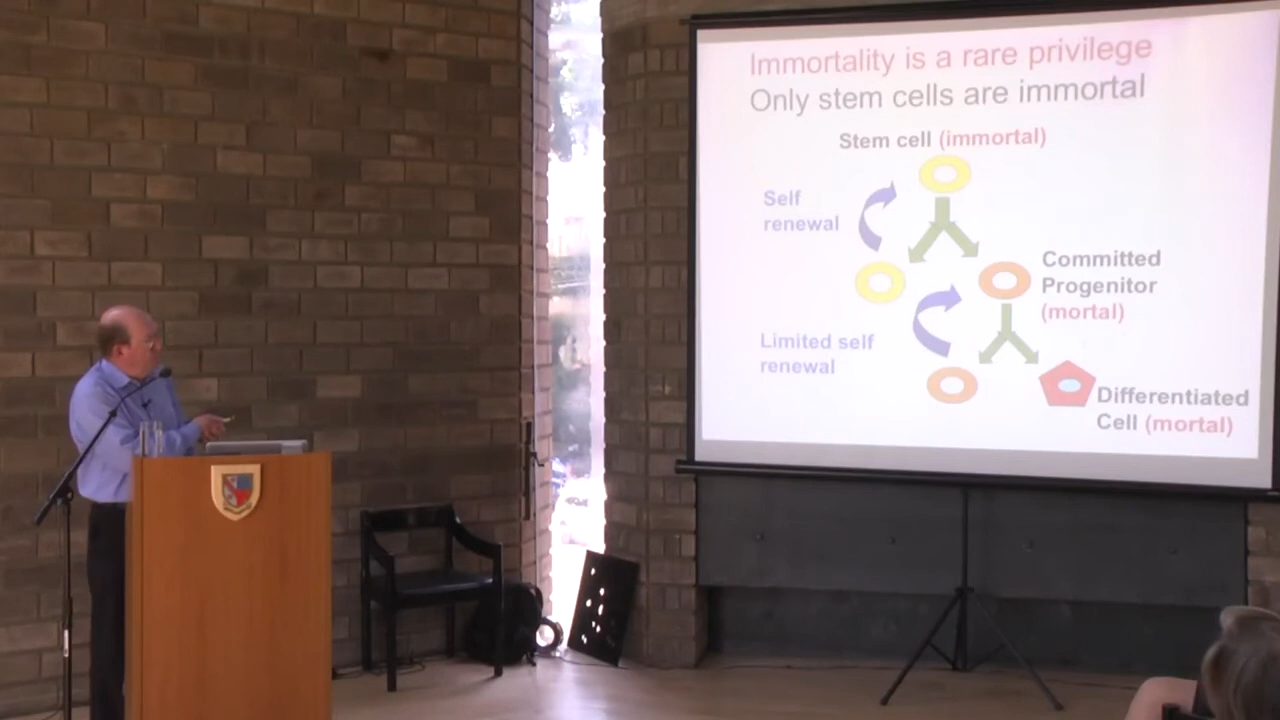 Immortality is a rare privilege
Only stem cells are immortal
Stem cell (immortal)
Self
renewal
Committed
Progenitor
(mortal)
Limited self
renewal
Differentiated
Cell (mortal)